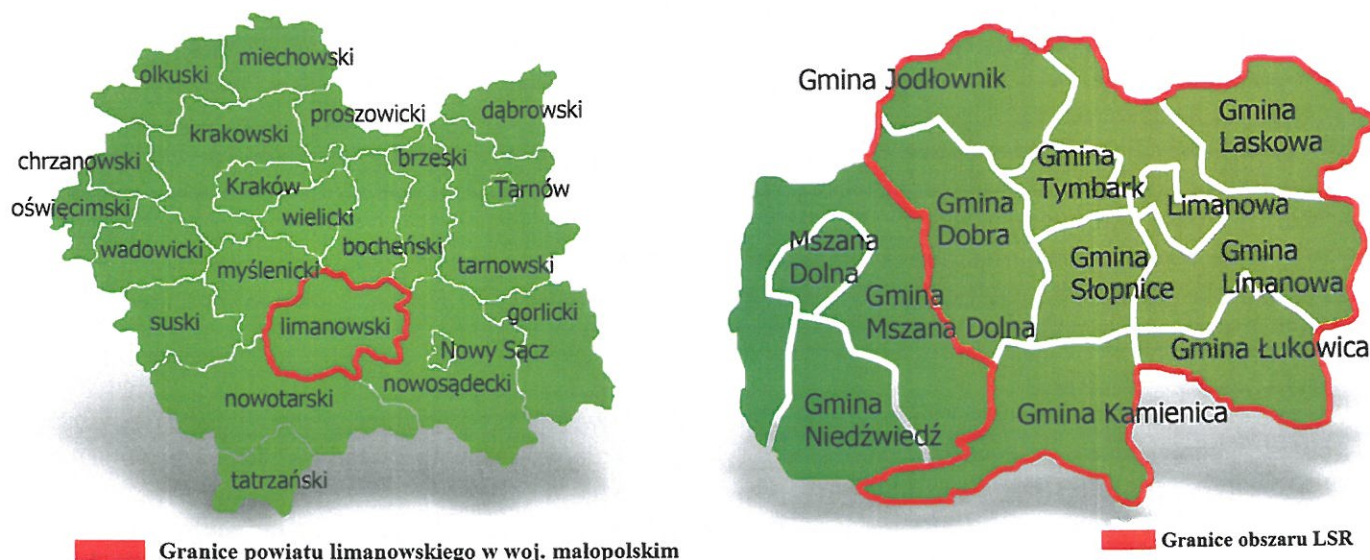 miechowski
olkuski
proszowicki
dąbrowski
krakowski
brzeski
chrzanowski
Kraków
Tarnów
oświęcimski
wielicki
wadowicki
bocheński
myślenicki
tarnowski
suski
limanowski
gorlicki
Nowy Sącz
nowosądecki
nowotarski
tatrzański
Granice powiatu limanowskiego w woj. małopolskim
Gmina Jodłownik
Gmina
Laskowa
Gmina
Tymbark
Limanowa
Gmina
Dobra
Mszana
Dolna
Gmina
Słopnice
Gmina
Limanowa
Gmina
Mszana Dolna
Gmina Łukowica
Gmina
Niedźwiedź
Gmina Kamienica
Granice obszaru LSR